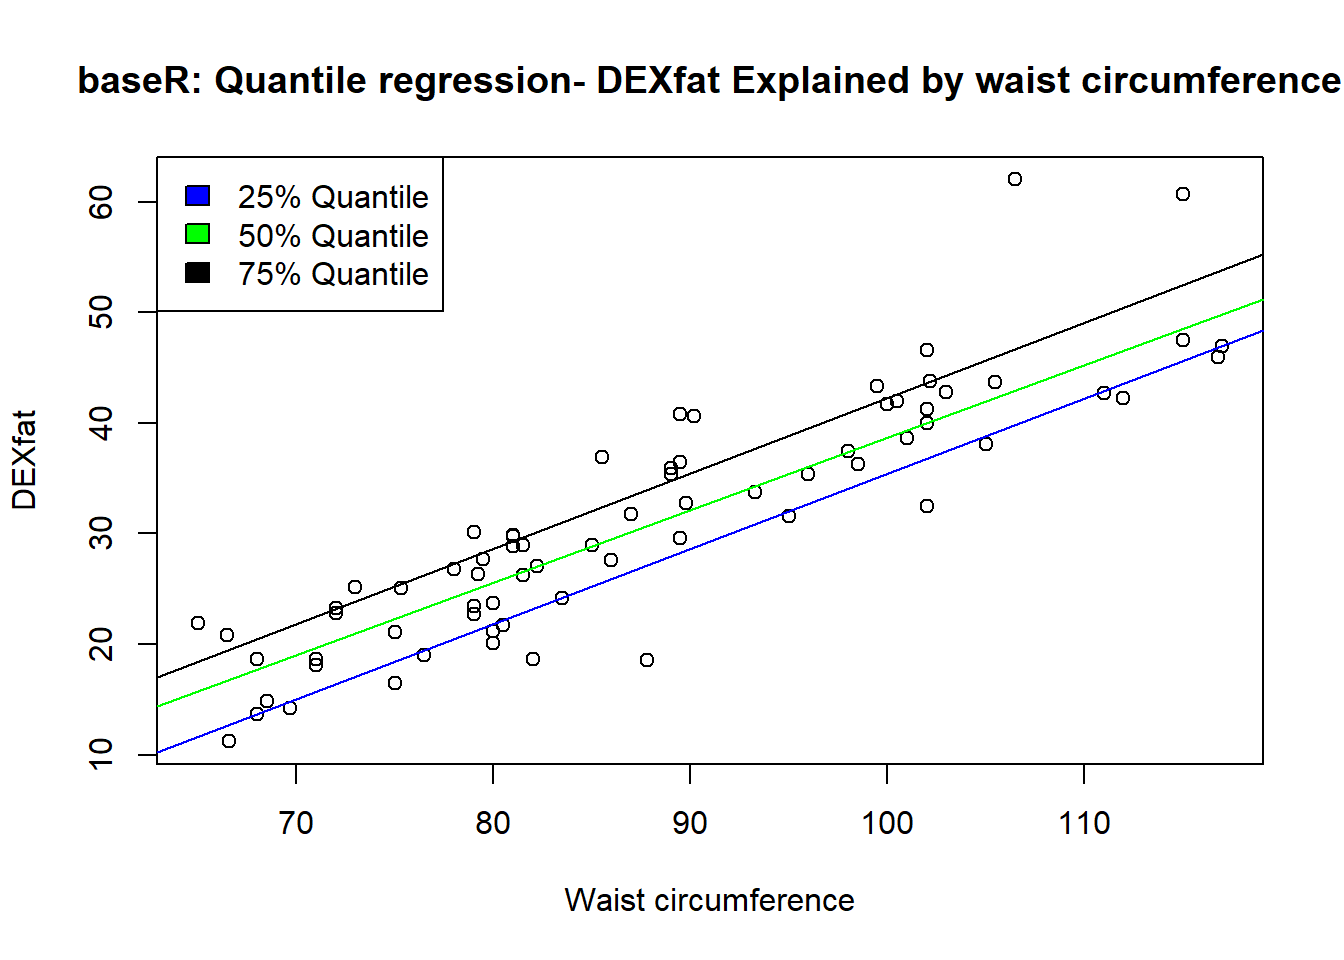 baseR: Quantile regression- DEXfat Explained by waist circumference
25% Quantile
50% Quantile
75% Quantile
60
50
40
30
20
10
DEXfat
70 80 90 100 110
Waist circumference